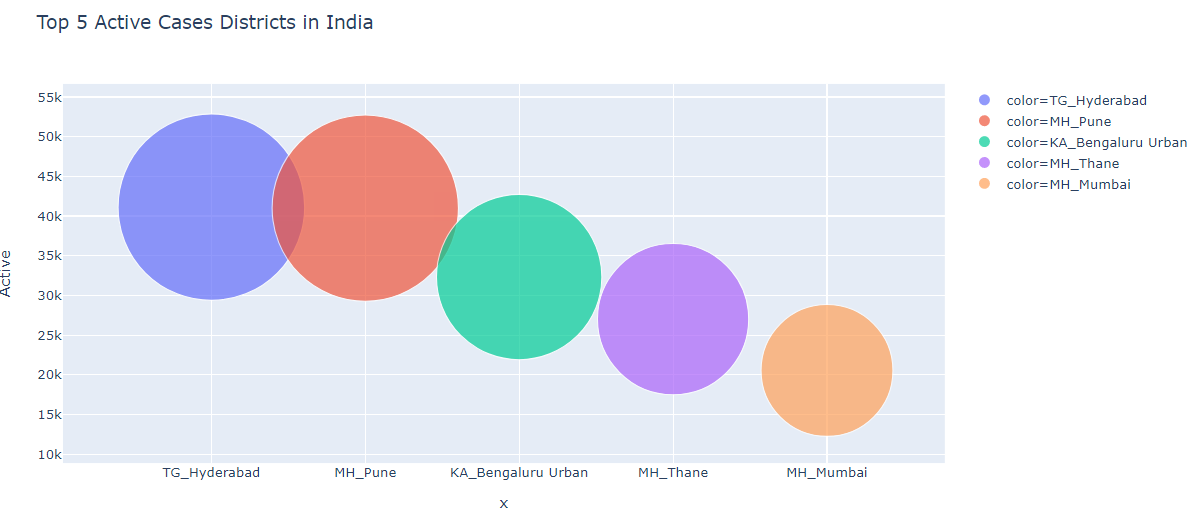 Top 5 Active Cases Districts in India
55k
50k
45k
40k
35k
30k
25k
20k
15k
10k
Active
TG_Hyderabad
MH_Pune
KA_Bengaluru Urban
MH_Thane
MH_Mumbai
x
color=TG_Hyderabad
color=MH_Pune
color=KA_Bengaluru Urban
color=MH_Thane
color=MH_Mumbai